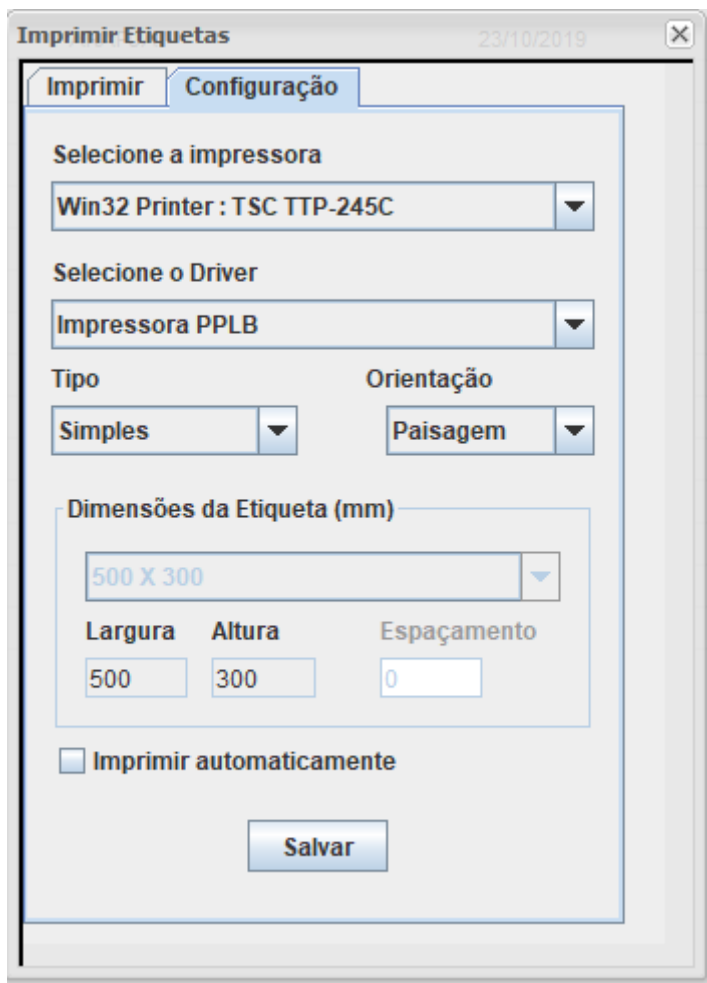 Imprimir Etiquetas
23/10/2019
Imprimir Configuração
Selecione a impressora
Win32 Printer : TSC TTP-245C
Selecione o Driver
Impressora PPLB
Tipo Orientação
Simples Paisagem
Dimensões da Etiqueta (mm)
500 X 300
Largura Altura Espaçamento
500 300 0
Imprimir automaticamente
Salvar